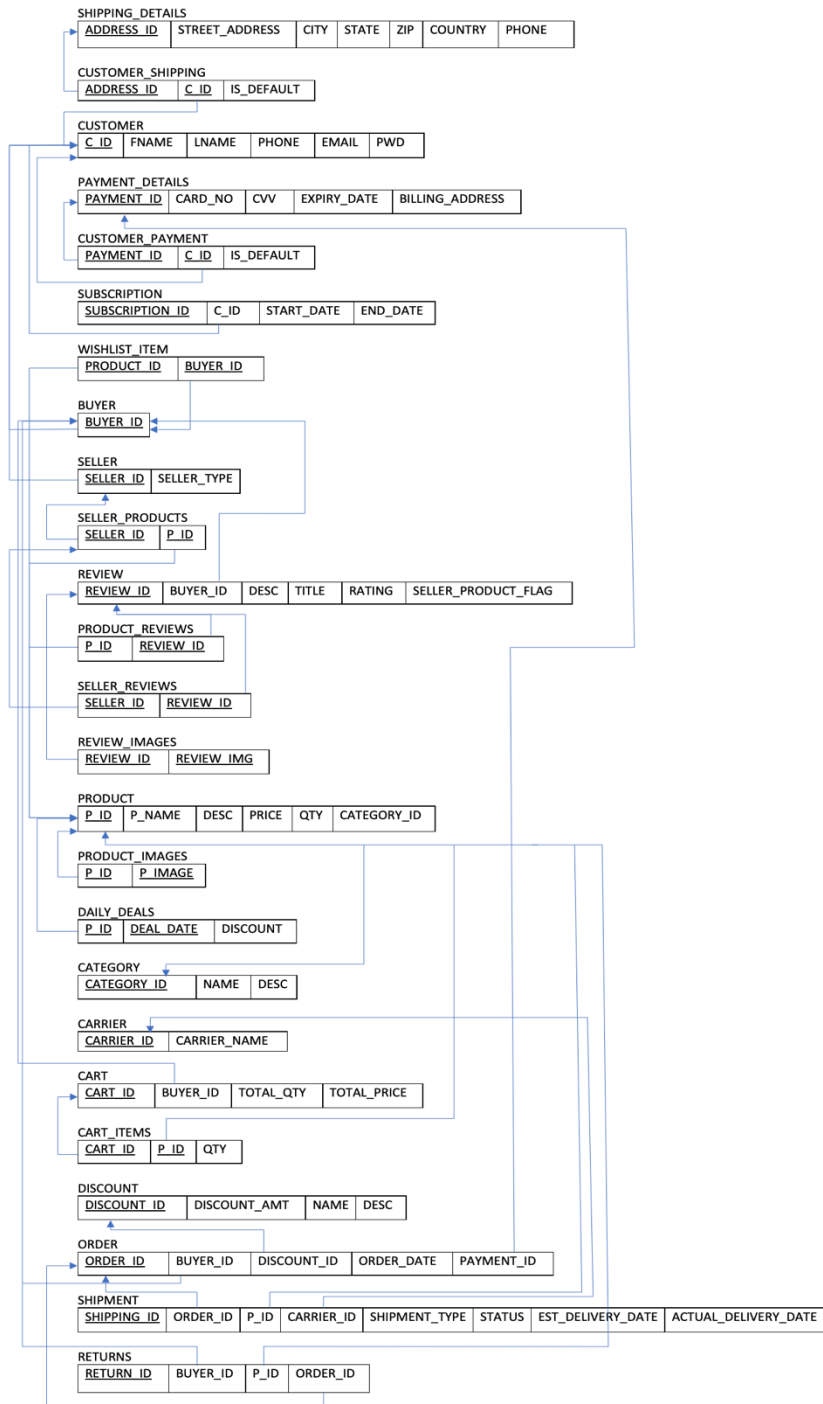 SHIPPING_DETAILS
ADDRESS_ID STREET_ADDRESS CITY STATE ZIP COUNTRY PHONE
CUSTOMER_SHIPPING
ADDRESS_ID C_ID IS_DEFAULT
CUSTOMER
C_ID FNAME LNAME PHONE EMAIL PWD
PAYMENT_DETAILS
PAYMENT_ID CARD_NO CVV EXPIRY_DATE BILLING_ADDRESS
CUSTOMER_PAYMENT
PAYMENT_ID C_ID IS_DEFAULT
SUBSCRIPTION
SUBSCRIPTION_ID C_ID START_DATE END_DATE
WISHLIST_ITEM
PRODUCT_ID BUYER_ID
BUYER
BUYER_ID
SELLER
SELLER_ID SELLER_TYPE
SELLER_PRODUCTS
SELLER_ID P_ID
REVIEW
REVIEW_ID BUYER_ID DESC TITLE RATING SELLER_PRODUCT_FLAG
PRODUCT_REVIEWS
P_ID REVIEW_ID
SELLER_REVIEWS
SELLER_ID REVIEW_ID
REVIEW_IMAGES
REVIEW_ID REVIEW_IMG
PRODUCT
P_ID P_NAME DESC PRICE QTY CATEGORY_ID
PRODUCT_IMAGES
P_ID P_IMAGE
DAILY_DEALS
P_ID DEAL_DATE DISCOUNT
CATEGORY
CATEGORY_ID NAME DESC
CARRIER
CARRIER_ID CARRIER_NAME
CART
CART_ID BUYER_ID TOTAL_QTY TOTAL_PRICE
CART_ITEMS
CART_ID P_ID QTY
DISCOUNT
DISCOUNT_ID DISCOUNT_AMT NAME DESC
ORDER
ORDER_ID BUYER_ID DISCOUNT_ID ORDER_DATE PAYMENT_ID
SHIPMENT
SHIPPING_ID ORDER_ID P_ID CARRIER_ID SHIPMENT_TYPE STATUS EST_DELIVERY_DATE ACTUAL_DELIVERY_DATE
RETURNS
RETURN_ID BUYER_ID P_ID ORDER_ID